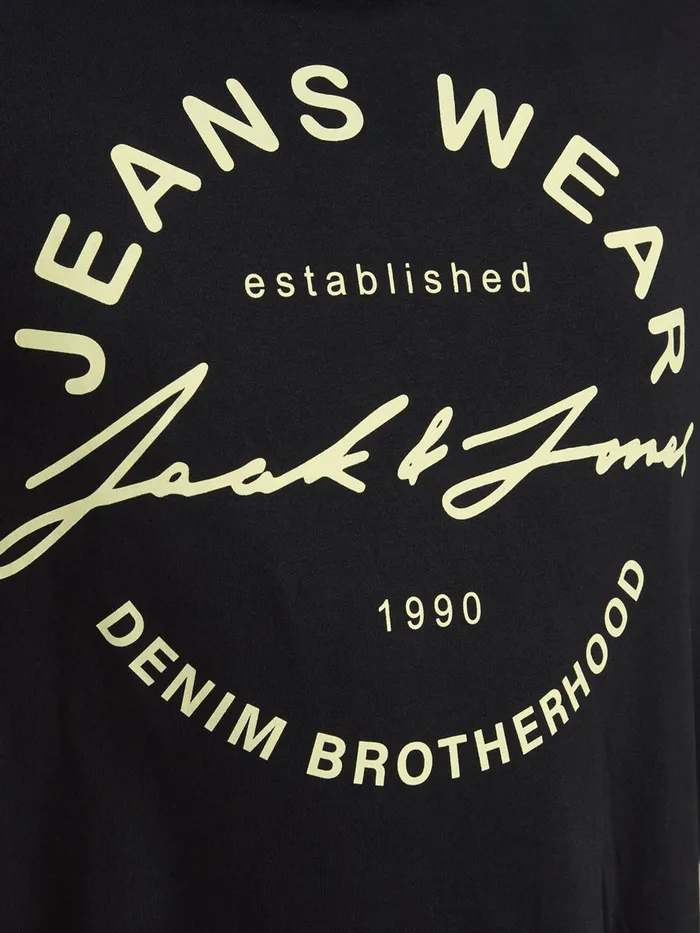 JEANS WEAR
established
Jack & Jones
1990
DENIM BROTHERHOOD